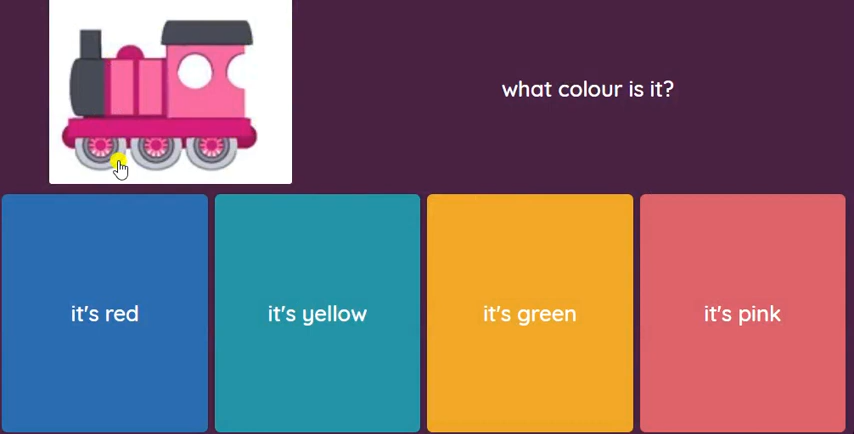 what colour is it?
it's red
it's yellow
it's green
it's pink